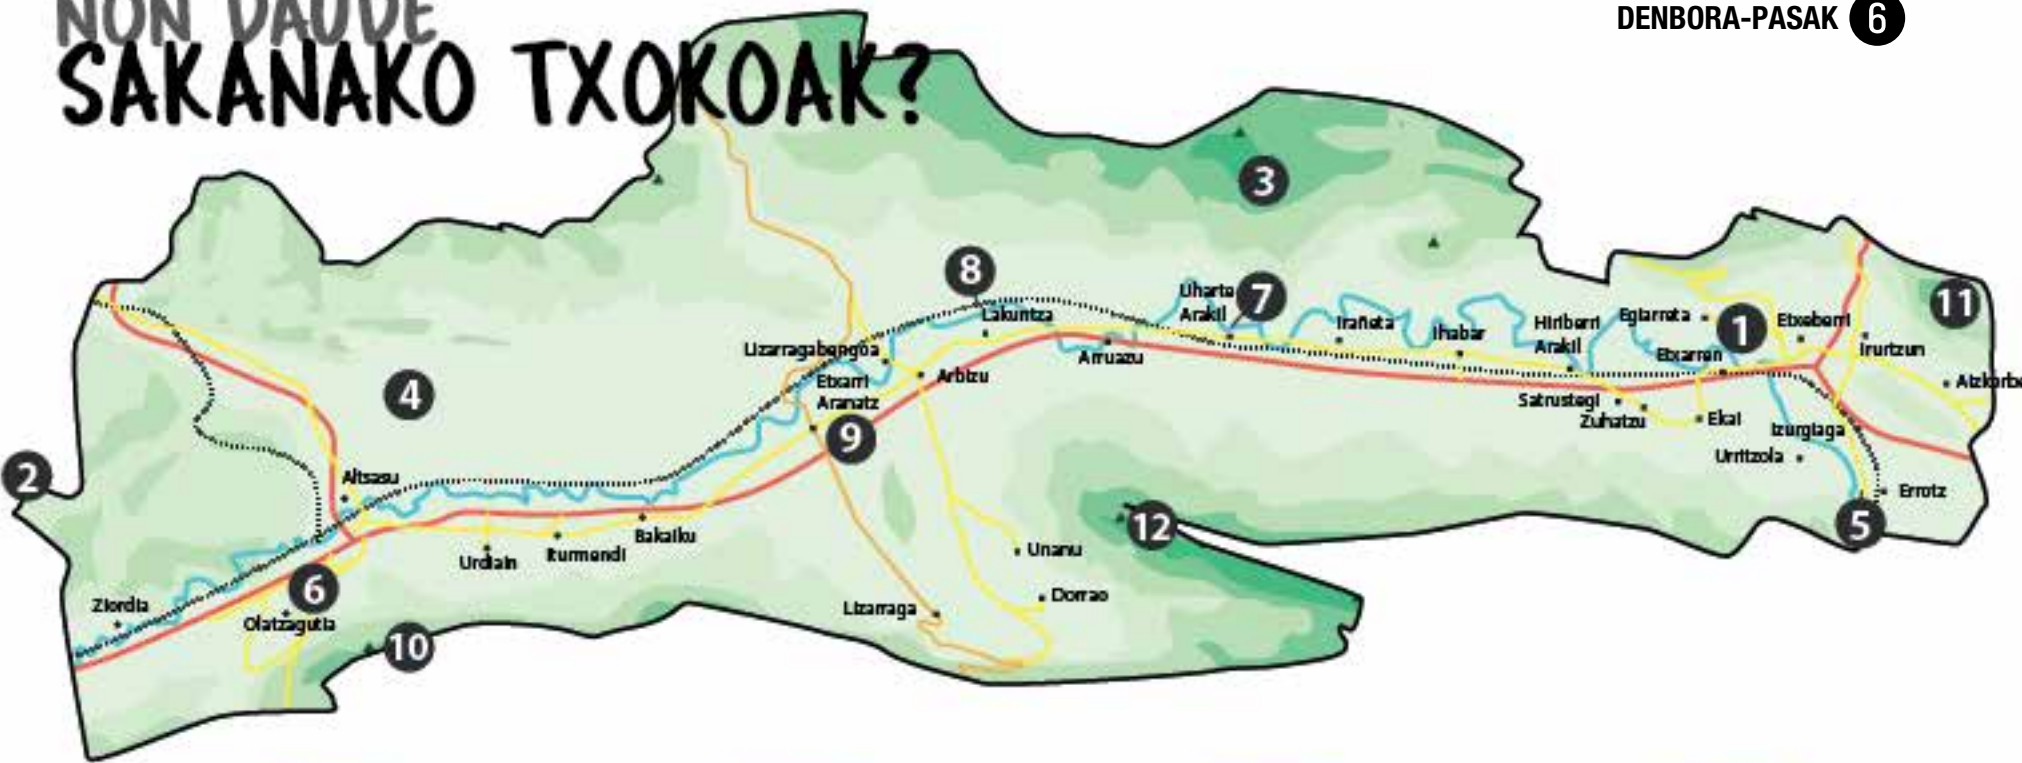 NON DAUDE
SAKANAKO TXOKOAK?
DENBORA-PASAK 6
3
8
Lakuntza
Uharte
Arakil
7
Irañeta
Ihabar
Hiriberri
Arakil
Egiarreta
1
Etxeberri
11
Etxarren
Irurtzun
Lizarragabengoa
Arruazu
Etxarri
Aranatz
Arbizu
Aizkorbe
4
Satrustegi
Zuhatzu
Ekai
9
Izurgiaga
Urritzola
2
Altsasu
Errotz
5
12
Bakaiku
Iturmendi
Urdiain
Unanu
6
Ziordia
Olatzagutia
Lizarraga
Dorrao
10